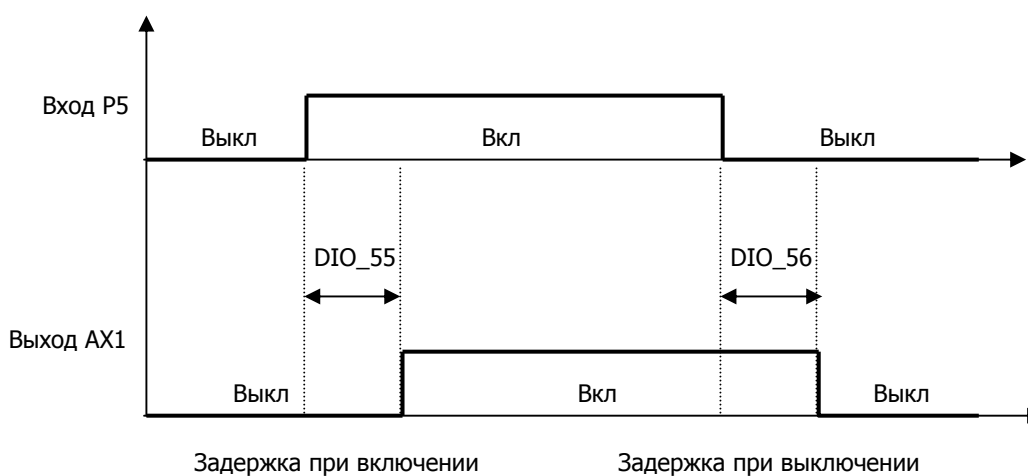 Вход P5
Выкл
Вкл
Выкл
DIO_55
DIO_56
Выход AX1
Выкл
Вкл
Выкл
Задержка при включении
Задержка при выключении